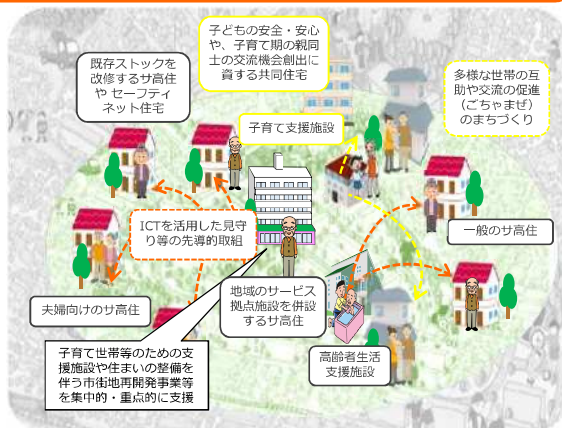 子どもの安全・安心
や、子育て期の親同
士の交流機会創出に
資する共同住宅
既存ストックを
改修するサ高住
や セーフティ
ネット住宅
多様な世帯の互
助や交流の促進
（ごちゃまぜ）
のまちづくり
子育て支援施設
ICTを活用した見守
り等の先導的取組
一般のサ高住
夫婦向けのサ高住
地域のサービス
拠点施設を併設
するサ高住
子育て世帯等のための支
援施設や住まいの整備を
伴う市街地再開発事業等
を集中的・重点的に支援
高齢者生活
支援施設